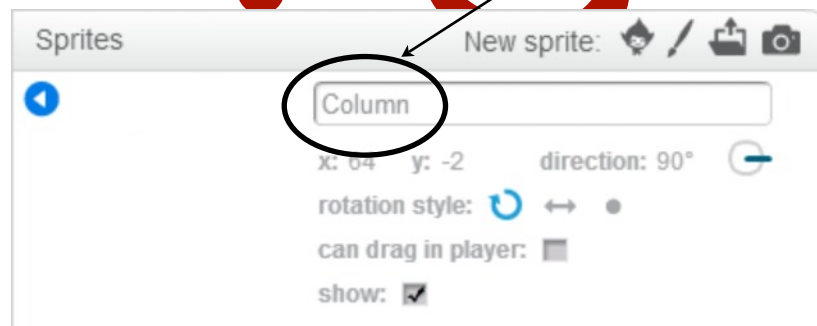 Sprites New sprite:
Column
x: 64 y: -2 direction: 90°
rotation style:
can drag in player:
show: